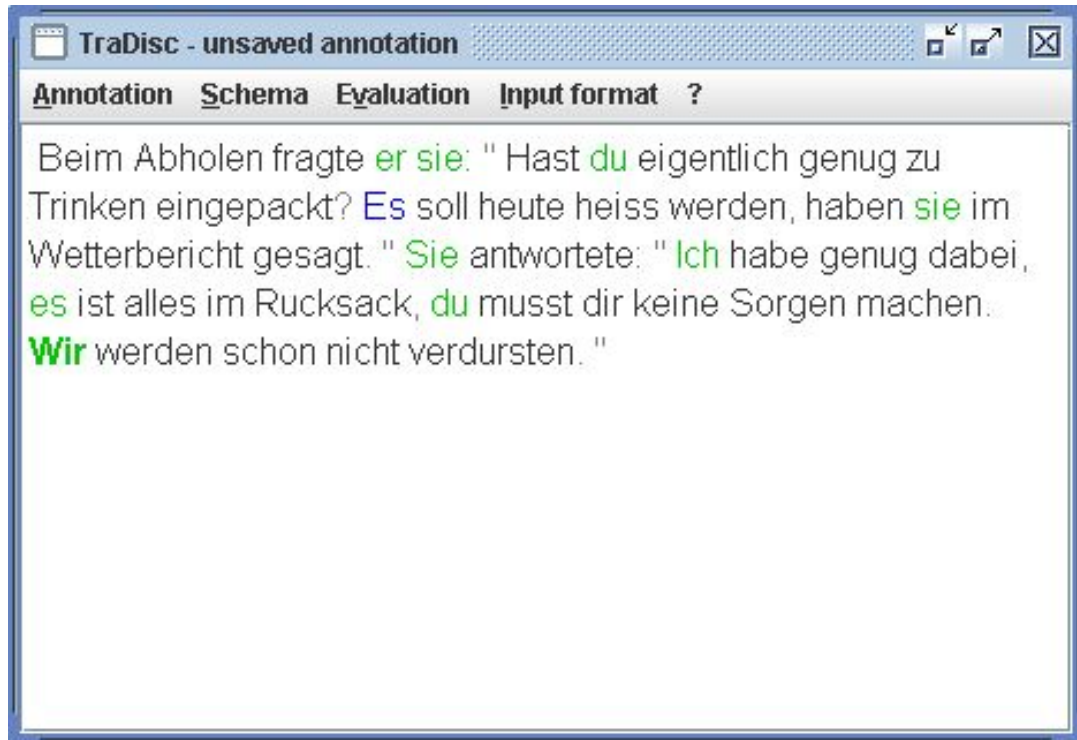 TraDisc - unsaved annotation
Annotation Schema Evaluation Input format ?
Beim Abholen fragte er sie: " Hast du eigentlich genug zu
Trinken eingepackt? Es soll heute heiss werden, haben sie im
Wetterbericht gesagt. " Sie antwortete: " Ich habe genug dabei,
es ist alles im Rucksack, du musst dir keine Sorgen machen.
Wir werden schon nicht verdursten. "